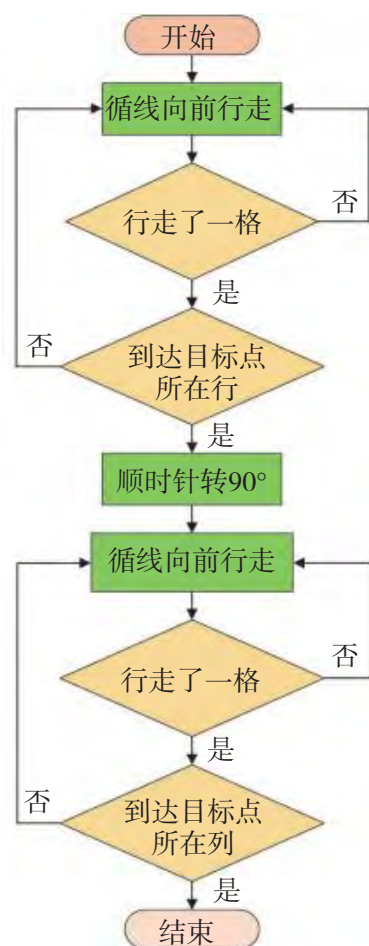 开始
循线向前行走
行走了一格
否
是
到达目标点
所在行
否
是
顺时针转90°
循线向前行走
行走了一格
否
是
到达目标点
所在列
否
是
结束